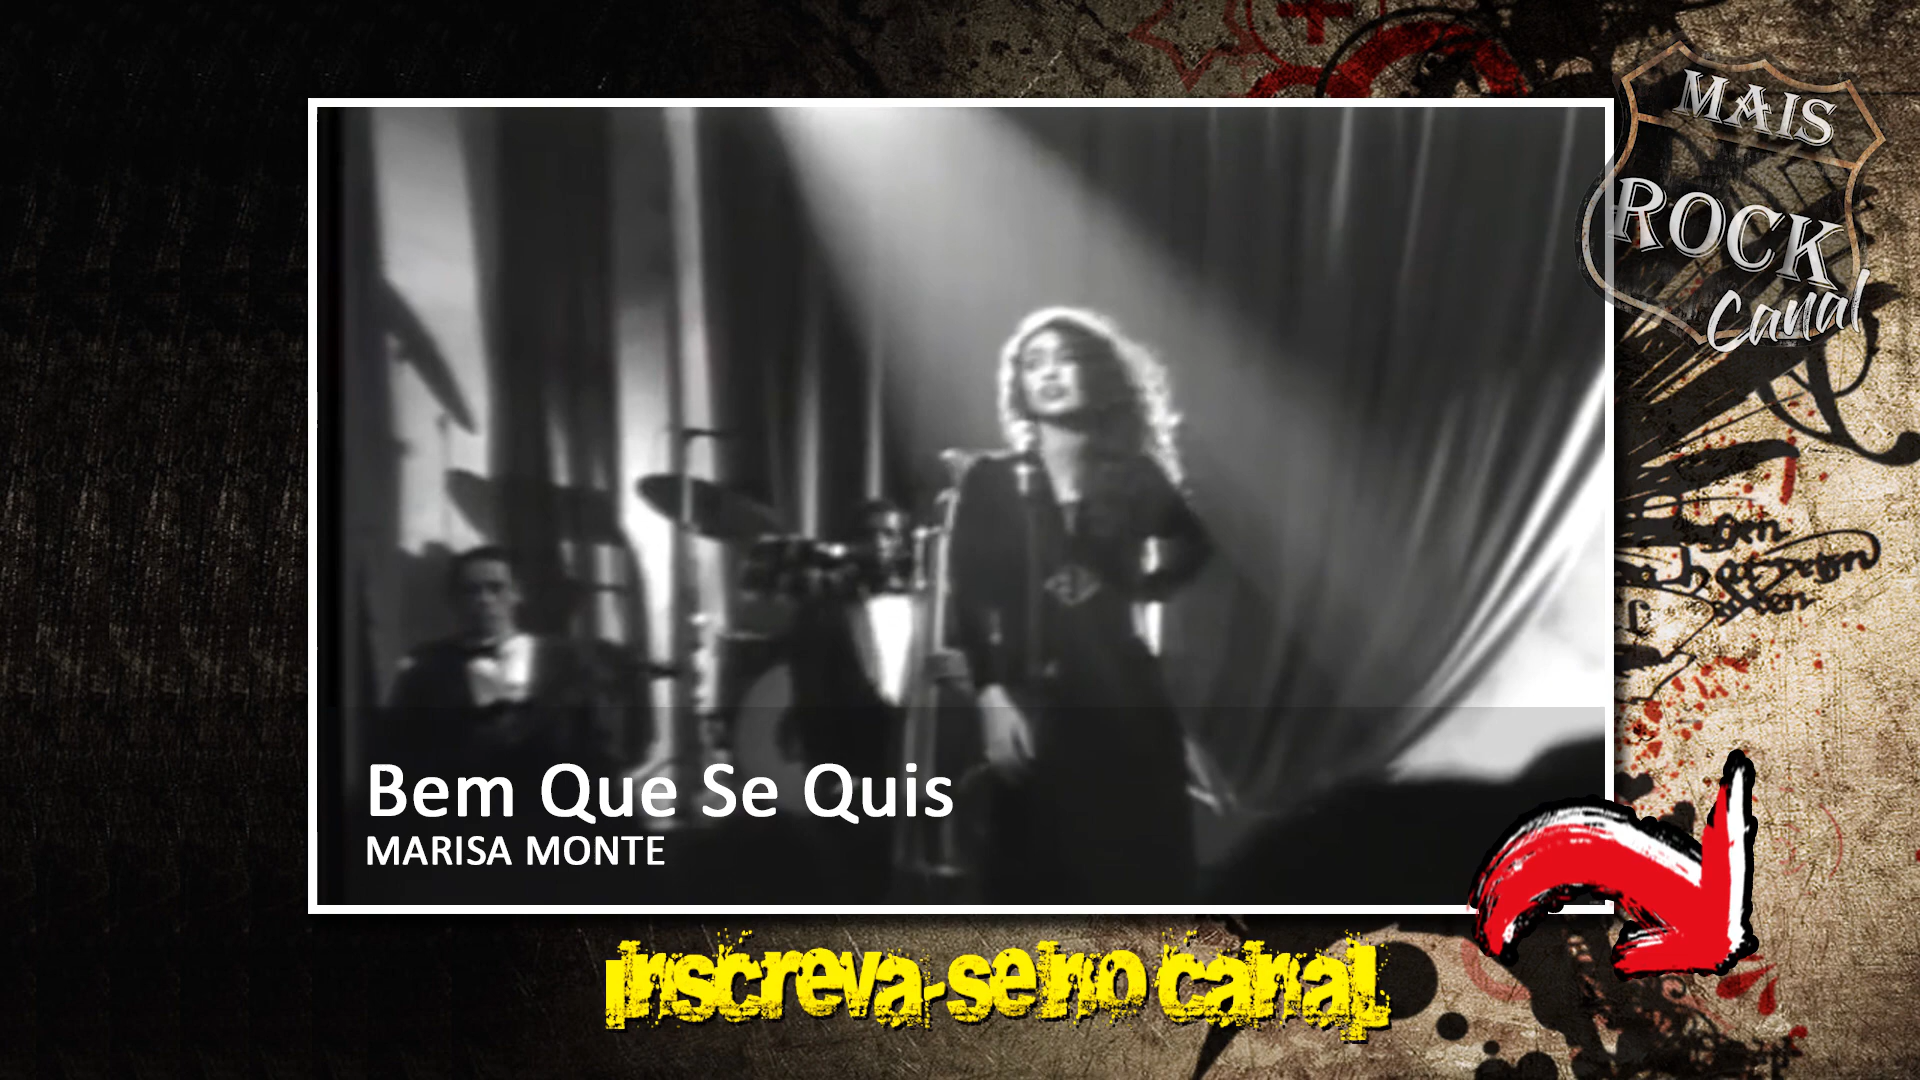 MAIS
ROCK
Canal
Bem Que Se Quis
MARISA MONTE
Inscreva-se no canal